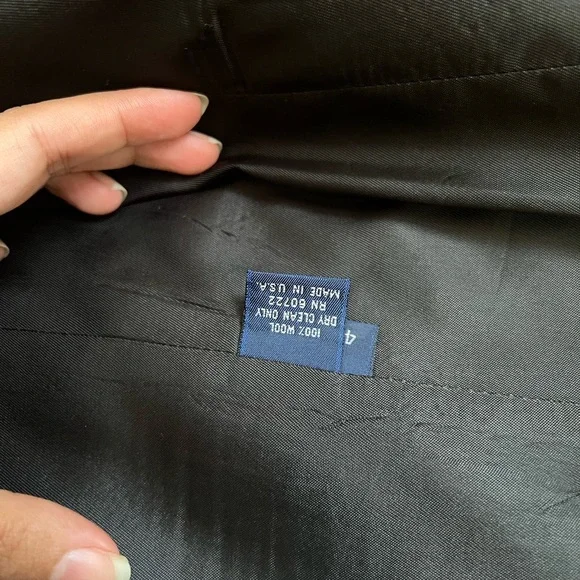 100% WOOL
DRY CLEAN ONLY
RN 60722
MADE IN U.S.A.
4